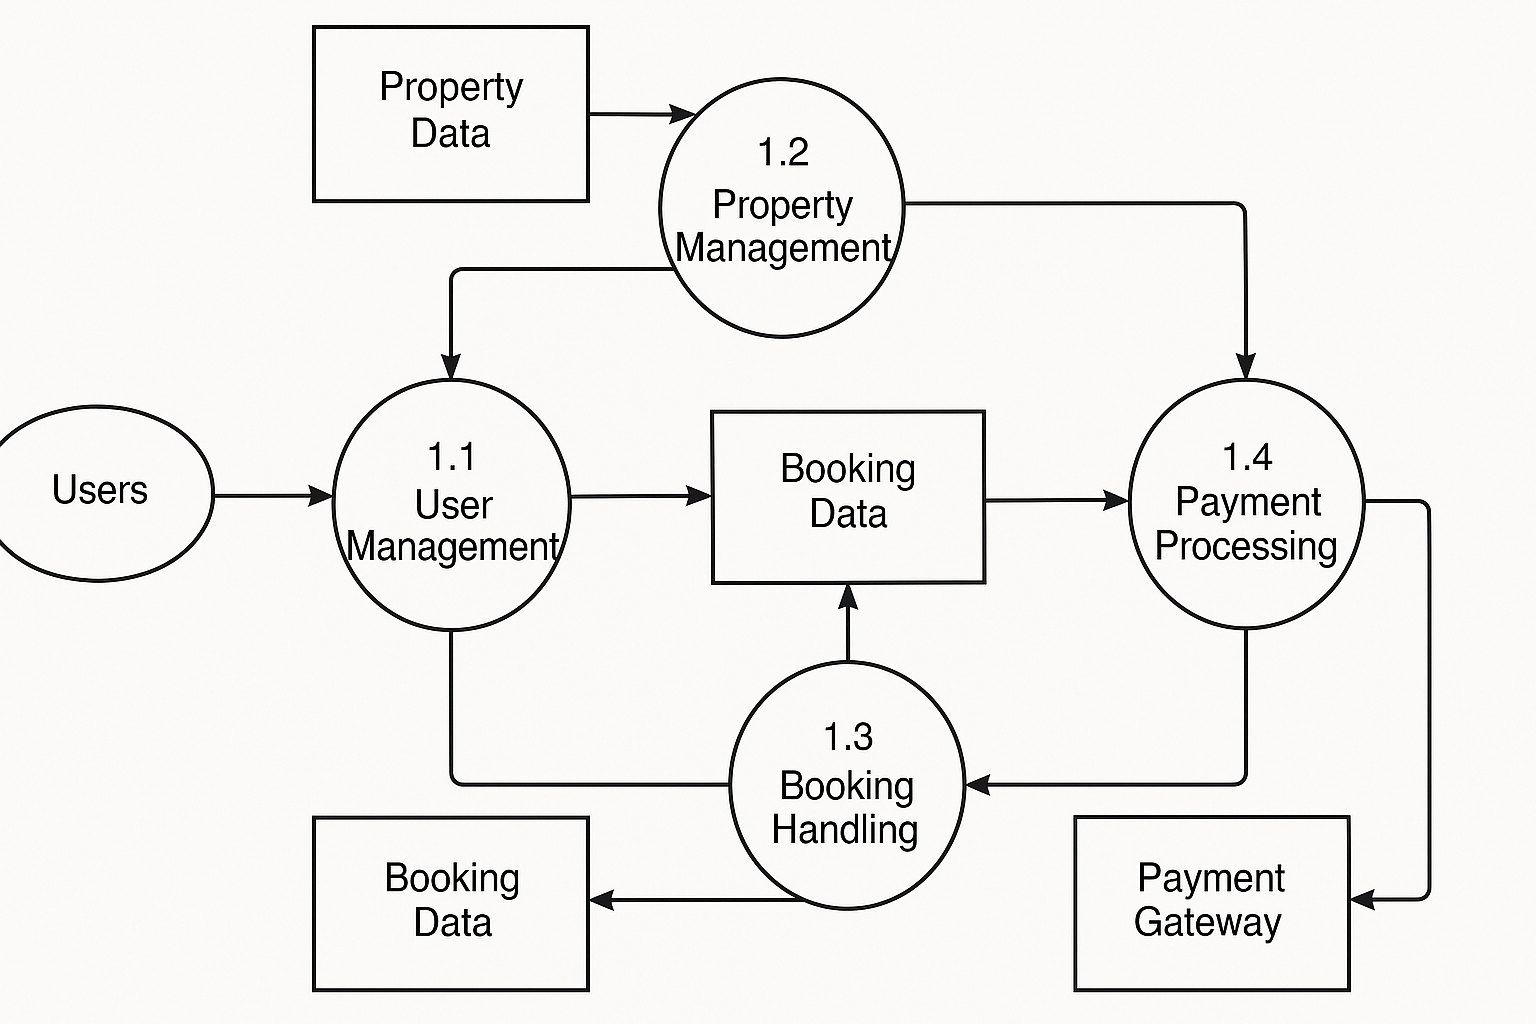 Property
Data
1.2
Property
Management
Users
1.1
User
Management
Booking
Data
1.4
Payment
Processing
1.3
Booking
Handling
Booking
Data
Payment
Gateway